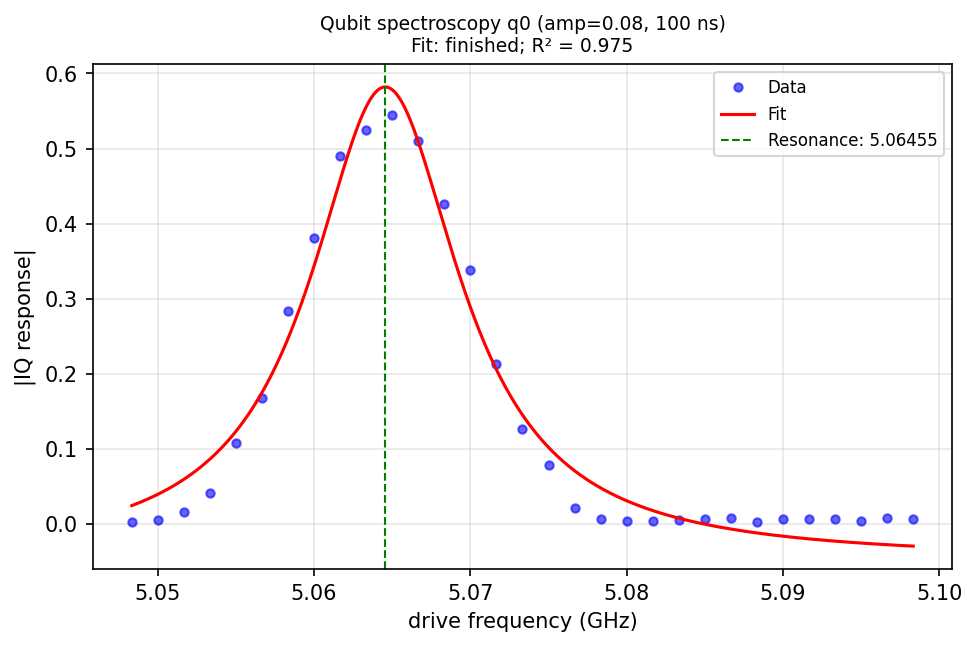 Qubit spectroscopy q0 (amp=0.08, 100 ns)
Fit: finished; R² = 0.975
Data
Fit
Resonance: 5.06455
|IQ response|
0.6
0.5
0.4
0.3
0.2
0.1
0.0
5.05
5.06
5.07
5.08
5.09
5.10
drive frequency (GHz)